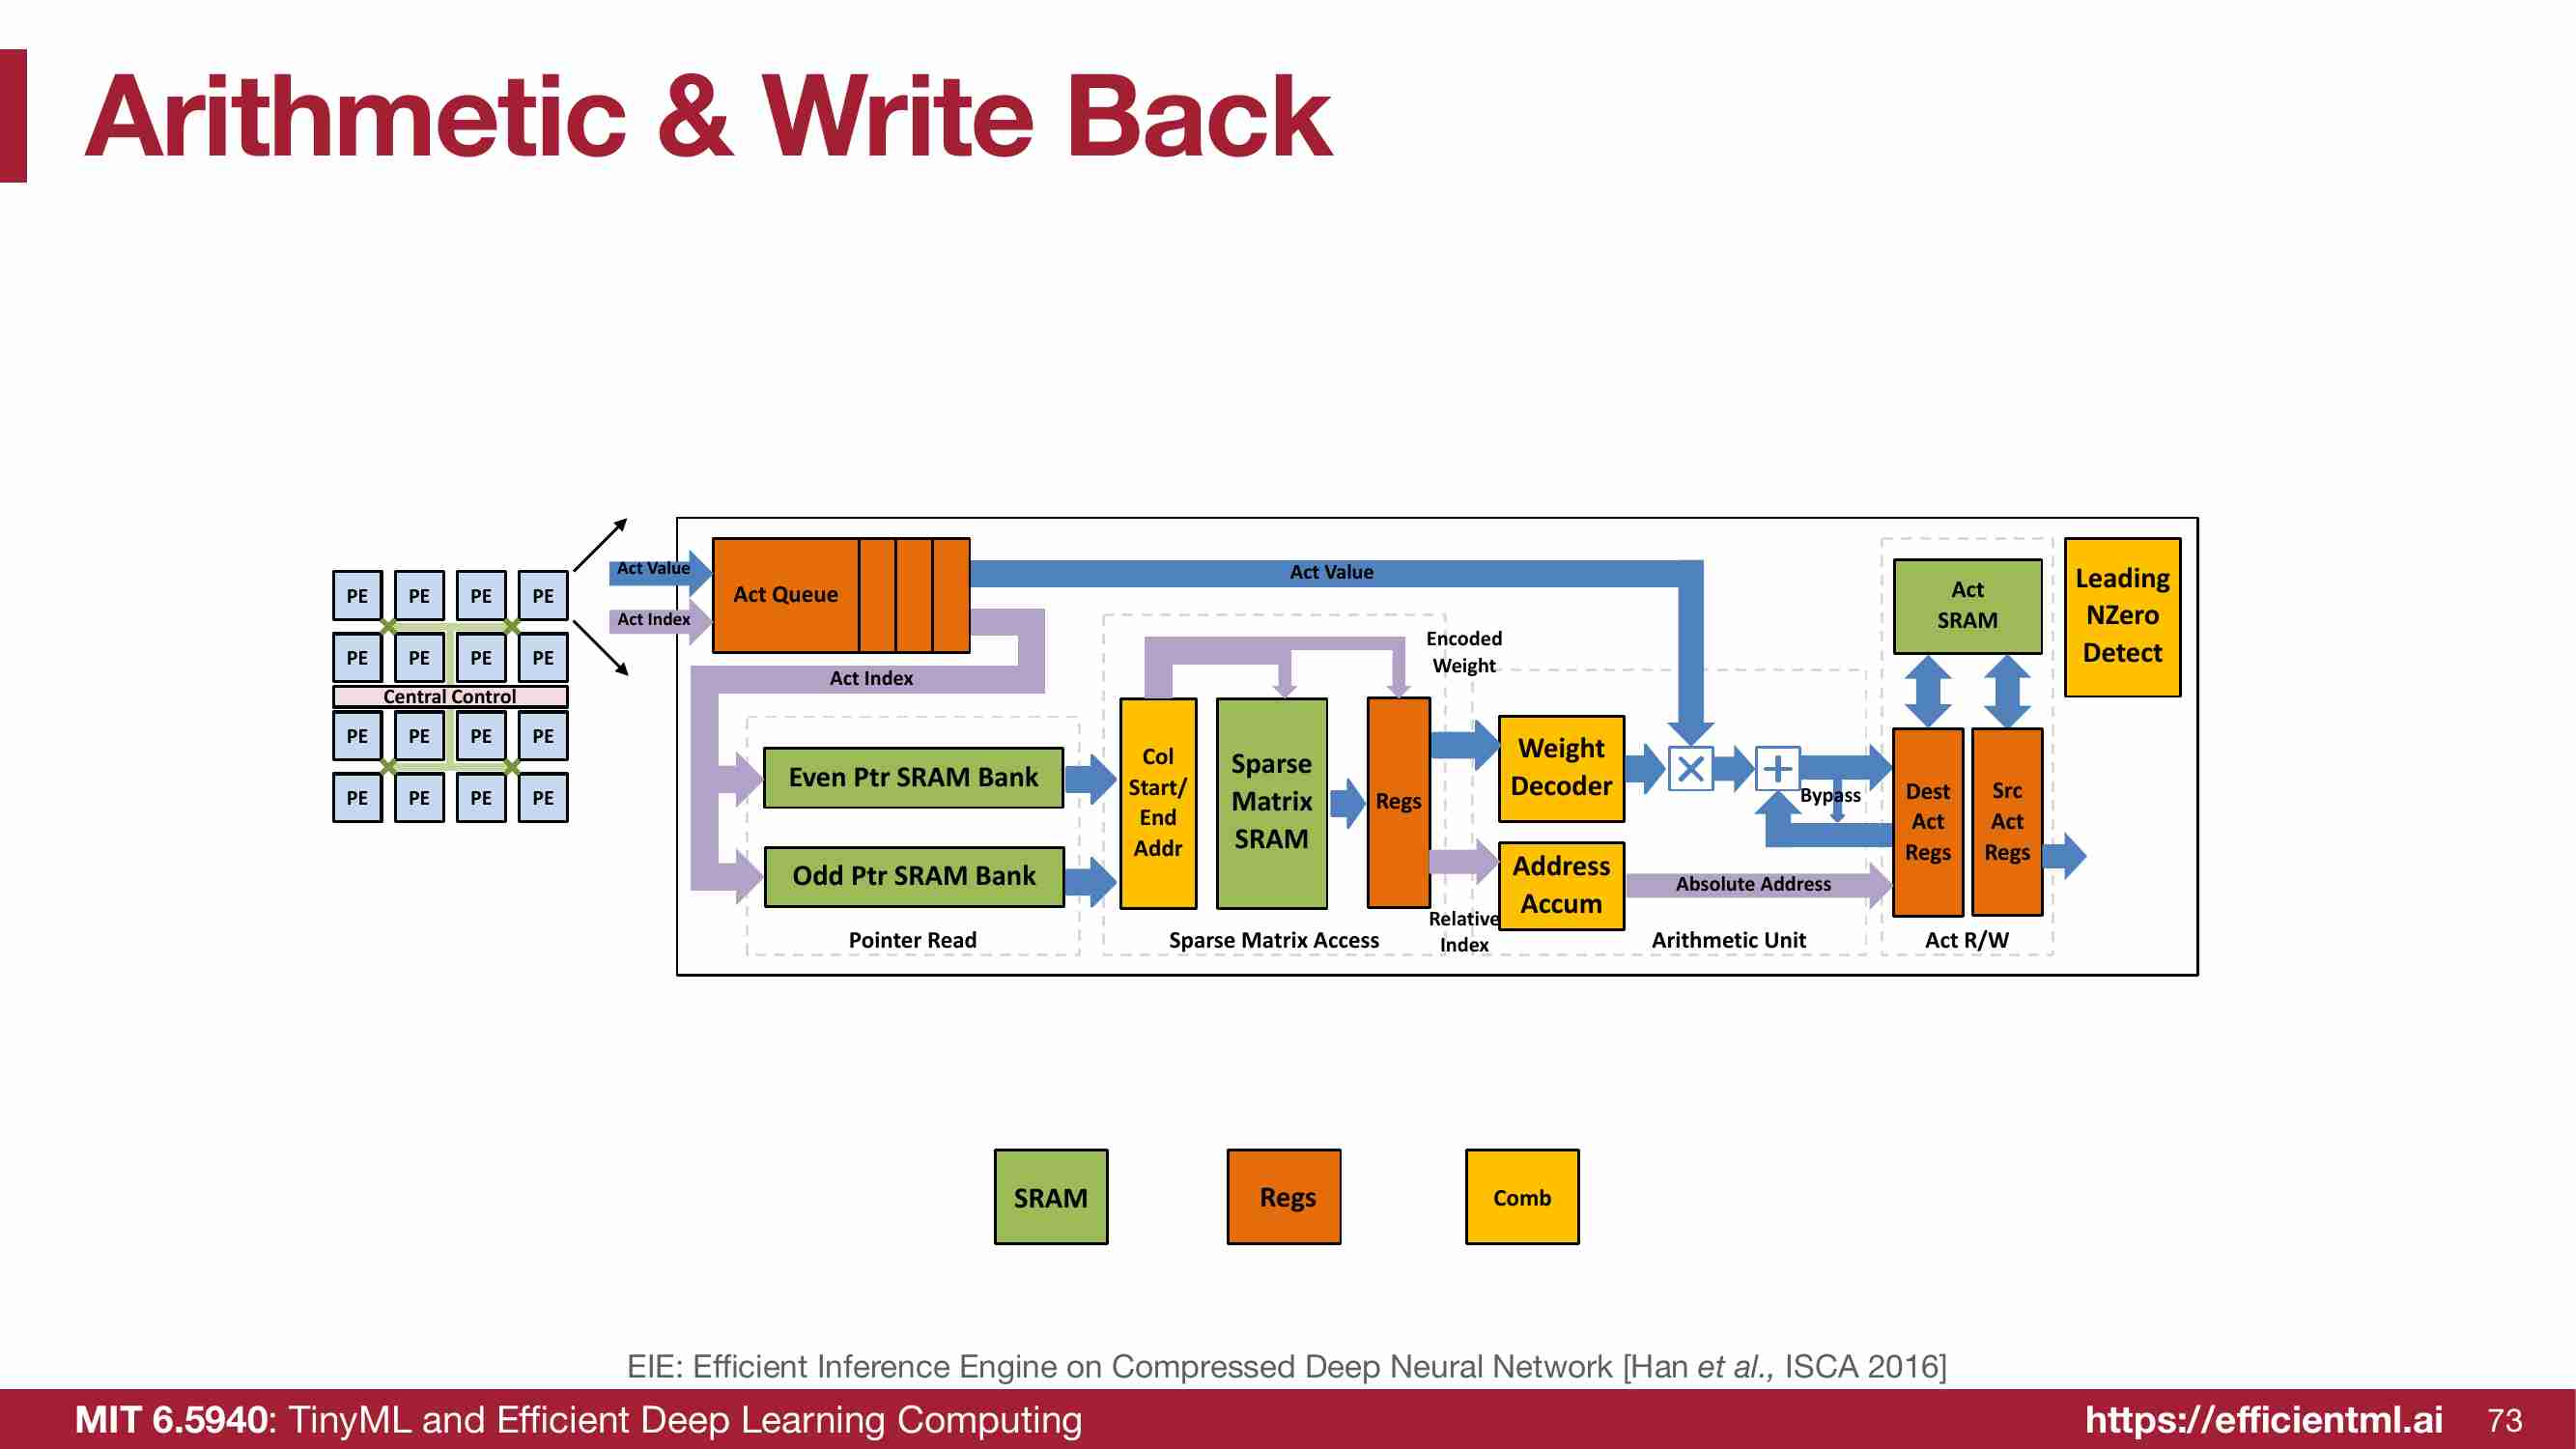 Arithmetic & Write Back
PE PE PE PE
PE PE PE PE
Central Control
PE PE PE PE
PE PE PE PE
Act Value
Act Index
Act Queue
Act Value
Act Index
Even Ptr SRAM Bank
Odd Ptr SRAM Bank
Pointer Read
Col
Start/
End
Addr
Sparse
Matrix
SRAM
Regs
Sparse Matrix Access
Encoded
Weight
Relative
Index
Weight
Decoder
Address
Accum
Bypass
Absolute Address
Arithmetic Unit
Act
SRAM
Dest
Act
Regs
Src
Act
Regs
Act R/W
Leading
NZero
Detect
SRAM
Regs
Comb
EIE: Efficient Inference Engine on Compressed Deep Neural Network [Han et al., ISCA 2016]
MIT 6.5940: TinyML and Efficient Deep Learning Computing
https://efficientml.ai
73